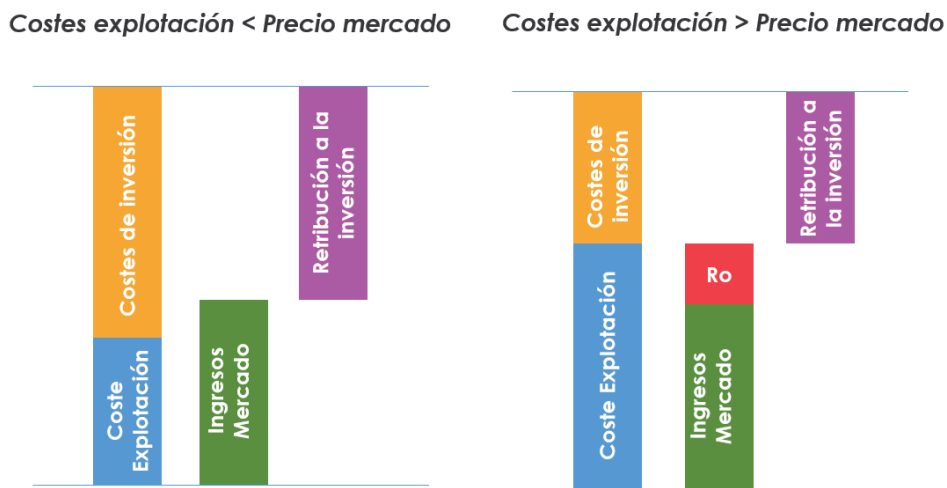 Costes explotación < Precio mercado
Costes de inversión
Coste
Explotación
Ingresos
Mercado
Retribución a la
inversión
Costes explotación > Precio mercado
Costes de
inversión
Coste Explotación
Ro
Ingresos
Mercado
Retribución a
la inversión